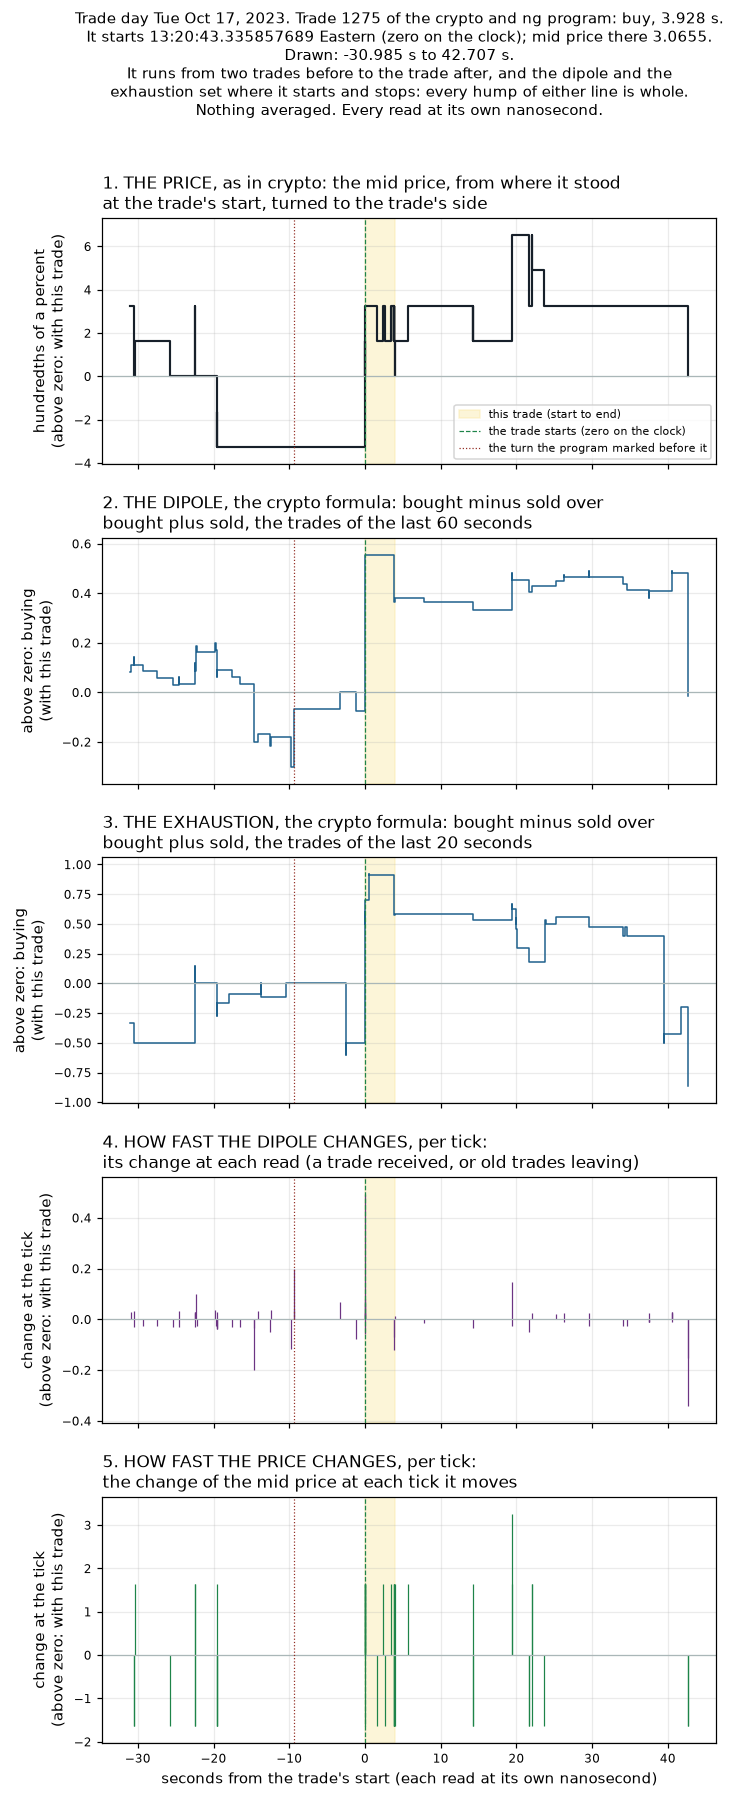 Trade day Tue Oct 17, 2023. Trade 1275 of the crypto and ng program: buy, 3.928 s.
It starts 13:20:43.335857689 Eastern (zero on the clock); mid price there 3.0655.
Drawn: -30.985 s to 42.707 s.
It runs from two trades before to the trade after, and the dipole and the
exhaustion set where it starts and stops: every hump of either line is whole.
Nothing averaged. Every read at its own nanosecond.
1. THE PRICE, as in crypto: the mid price, from where it stood
at the trade's start, turned to the trade's side
hundredths of a percent
(above zero: with this trade)
6
4
2
0
−2
−4
this trade (start to end)
the trade starts (zero on the clock)
the turn the program marked before it
2. THE DIPOLE, the crypto formula: bought minus sold over
bought plus sold, the trades of the last 60 seconds
above zero: buying
(with this trade)
0.6
0.4
0.2
0.0
−0.2
3. THE EXHAUSTION, the crypto formula: bought minus sold over
bought plus sold, the trades of the last 20 seconds
above zero: buying
(with this trade)
1.00
0.75
0.50
0.25
0.00
−0.25
−0.50
−0.75
−1.00
4. HOW FAST THE DIPOLE CHANGES, per tick:
its change at each read (a trade received, or old trades leaving)
change at the tick
(above zero: with this trade)
0.4
0.2
0.0
−0.2
−0.4
5. HOW FAST THE PRICE CHANGES, per tick:
the change of the mid price at each tick it moves
change at the tick
(above zero: with this trade)
3
2
1
0
−1
−2
−30 −20 −10 0 10 20 30 40
seconds from the trade's start (each read at its own nanosecond)